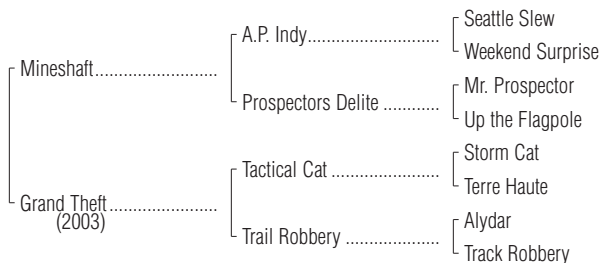 Seattle Slew
A.P. Indy..............................
Weekend Surprise
Mineshaft............................
Mr. Prospector
Prospectors Delite .............
Up the Flagpole
Storm Cat
Tactical Cat .........................
Terre Haute
Grand Theft.........................
(2003)
Alydar
Trail Robbery ......................
Track Robbery